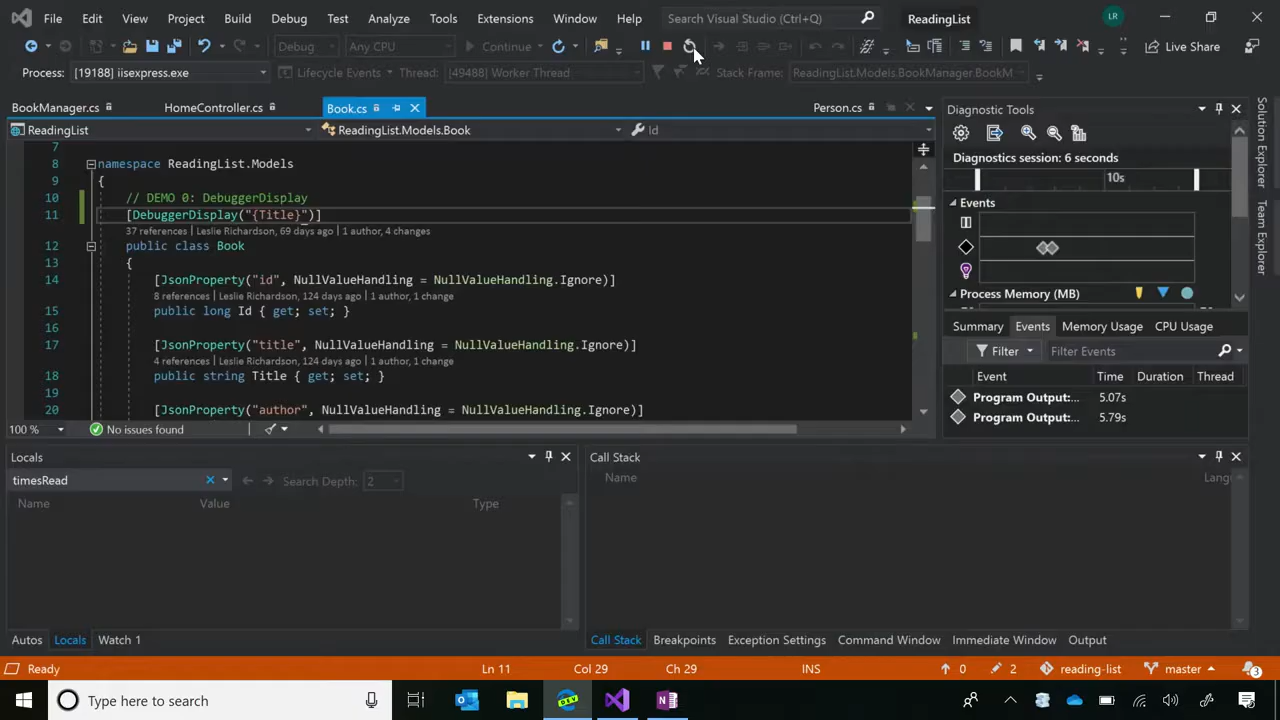 File Edit View Project Build Debug Test Analyze Tools Extensions Window Help Search Visual Studio (Ctrl+Q) ReadingList LR
Debug Any CPU Continue Live Share
Process: [19188] iisexpress.exe Lifecycle Events Thread: [49488] Worker Thread Stack Frame: ReadingList.Models.BookManager.BookM
BookManager.cs HomeController.cs Book.cs Person.cs
ReadingList ReadingList.Models.Book Id
7
8 namespace ReadingList.Models
9 {
10 // DEMO 0: DebuggerDisplay
11 [DebuggerDisplay("{Title}")]
37 references | Leslie Richardson, 69 days ago | 1 author, 4 changes
12 public class Book
13 {
14 [JsonProperty("id", NullValueHandling = NullValueHandling.Ignore)]
8 references | Leslie Richardson, 124 days ago | 1 author, 1 change
15 public long Id { get; set; }
16
17 [JsonProperty("title", NullValueHandling = NullValueHandling.Ignore)]
4 references | Leslie Richardson, 124 days ago | 1 author, 1 change
18 public string Title { get; set; }
19
20 [JsonProperty("author", NullValueHandling = NullValueHandling.Ignore)]
100 % No issues found
Diagnostic Tools
Diagnostics session: 6 seconds
10s
Events
Process Memory (MB)
Summary Events Memory Usage CPU Usage
Filter Filter Events
Event Time Duration Thread
Program Output:... 5.07s
Program Output:... 5.79s
Solution Explorer
Team Explorer
Locals
timesRead Search Depth: 2
Name Value Type
Autos Locals Watch 1
Call Stack
Name Langu
Call Stack Breakpoints Exception Settings Command Window Immediate Window Output
Ready Ln 11 Col 29 Ch 29 INS 0 2 reading-list master 3
Type here to search DEV